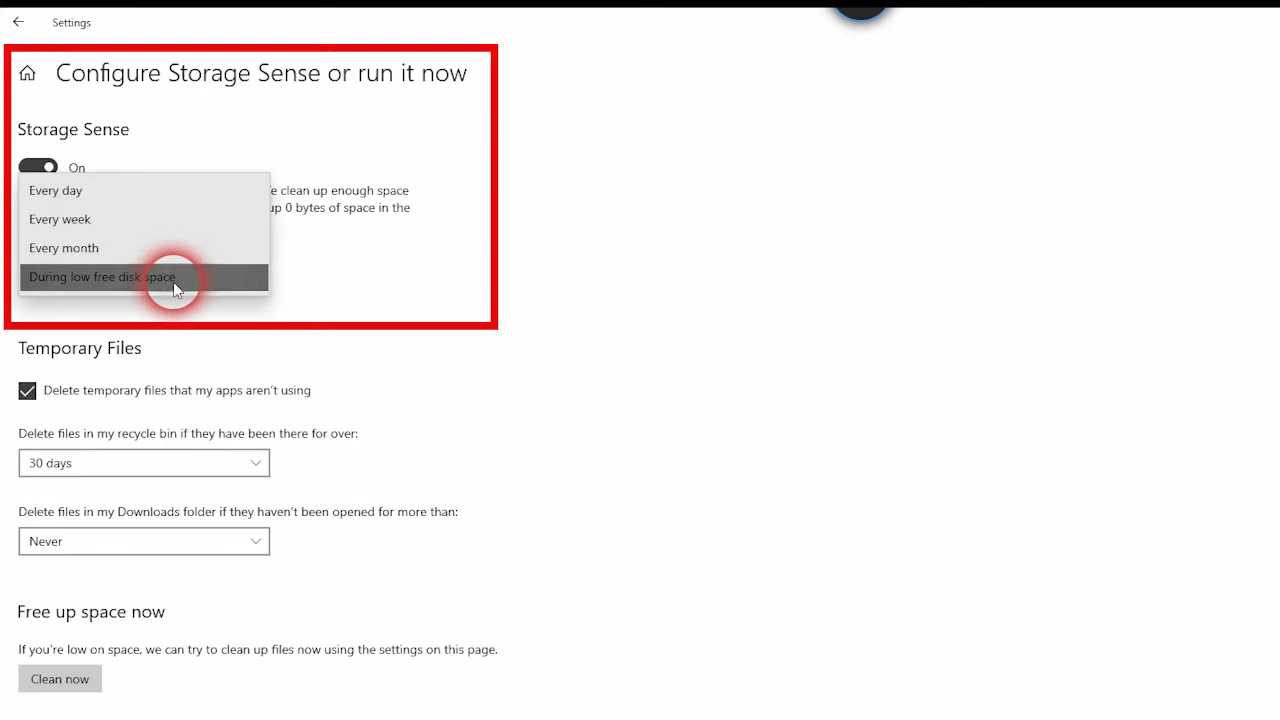 Settings
Configure Storage Sense or run it now
Storage Sense
On
Every day
e clean up enough space
up 0 bytes of space in the
Every week
Every month
During low free disk space
Temporary Files
Delete temporary files that my apps aren't using
Delete files in my recycle bin if they have been there for over:
30 days
Delete files in my Downloads folder if they haven't been opened for more than:
Never
Free up space now
If you're low on space, we can try to clean up files now using the settings on this page.
Clean now